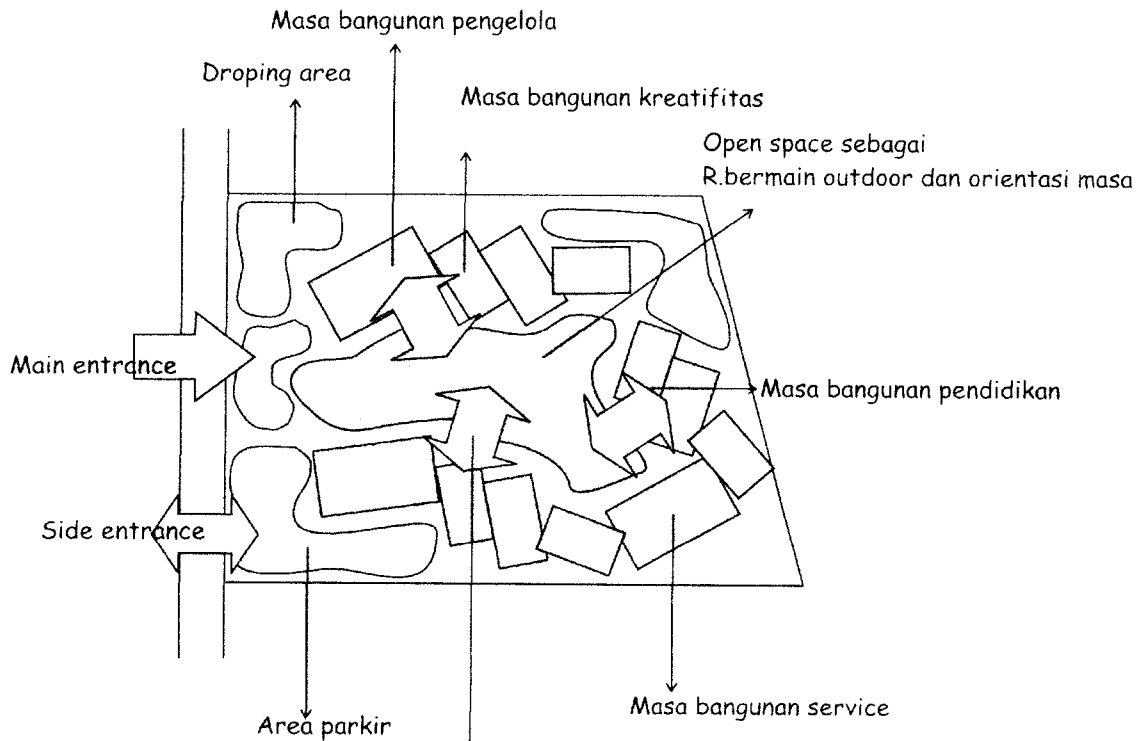 Masa bangunan pengelola
Droping area
Masa bangunan kreatifitas
Open space sebagai
R.bermain outdoor dan orientasi masa
Main entrance
Masa bangunan pendidikan
Side entrance
Masa bangunan service
Area parkir